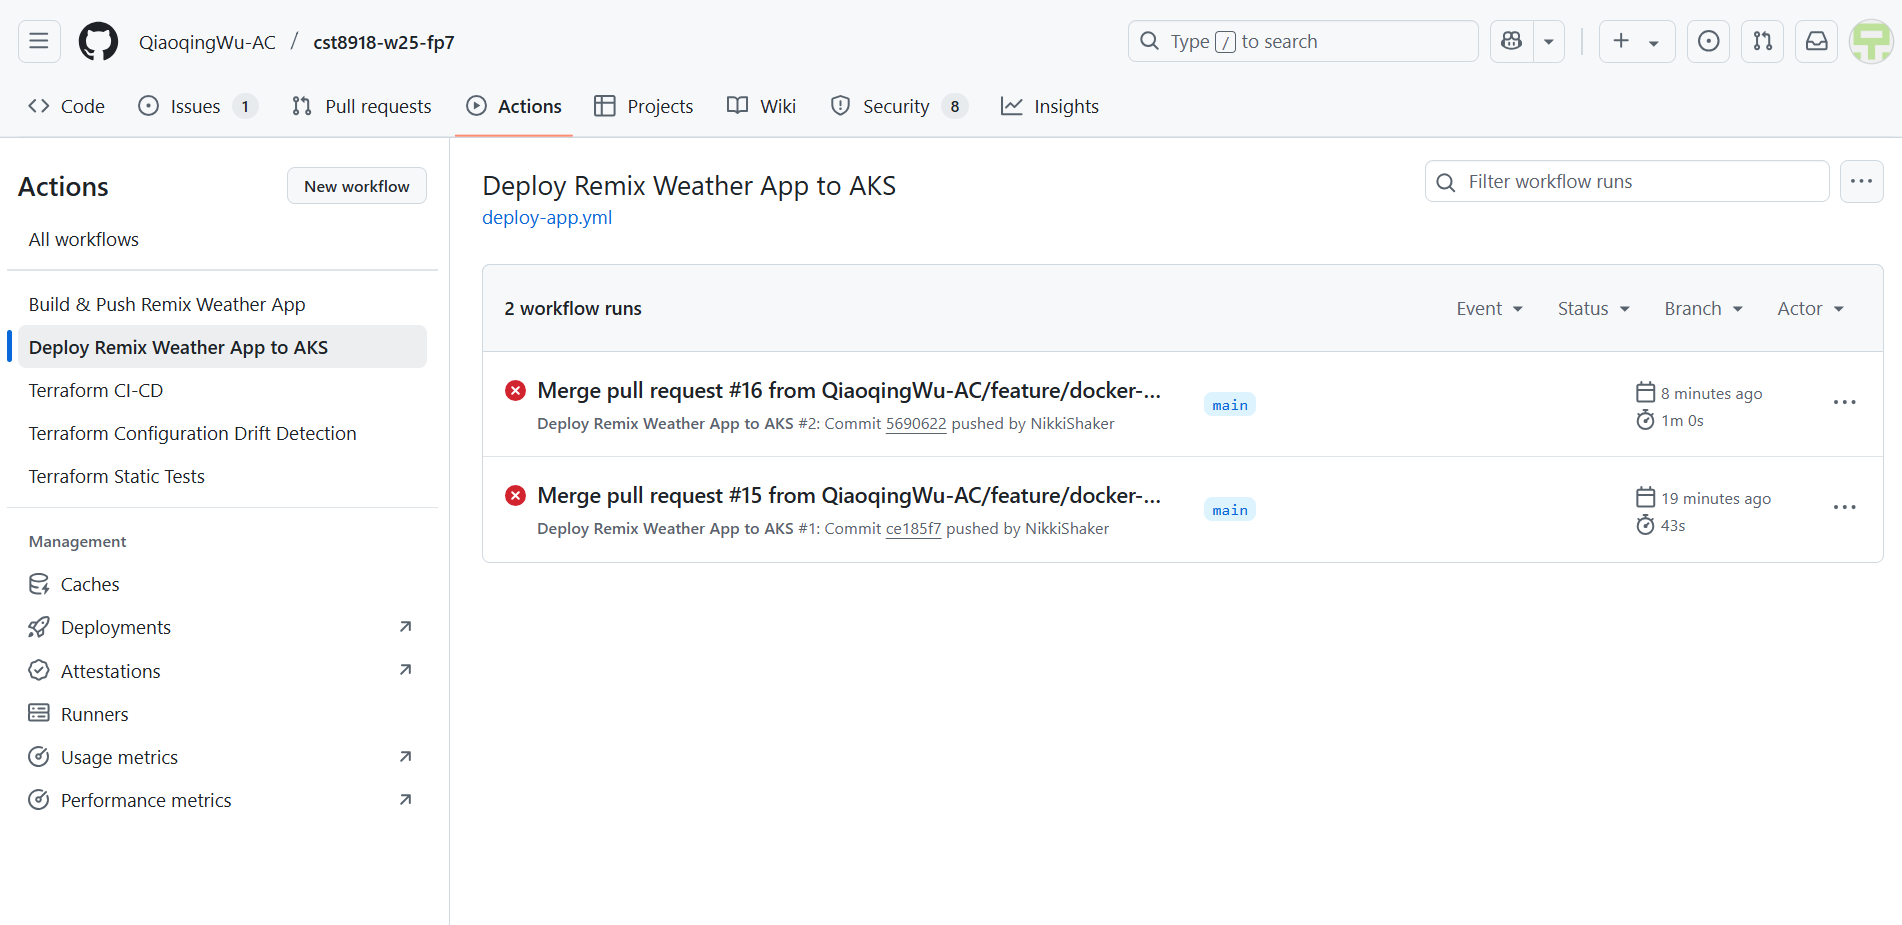 QiaoqingWu-AC / cst8918-w25-fp7
Type / to search
Code
Issues 1
Pull requests
Actions
Projects
Wiki
Security 8
Insights
Actions
New workflow
All workflows
Build & Push Remix Weather App
Deploy Remix Weather App to AKS
Terraform CI-CD
Terraform Configuration Drift Detection
Terraform Static Tests
Management
Caches
Deployments
Attestations
Runners
Usage metrics
Performance metrics
Deploy Remix Weather App to AKS
deploy-app.yml
Filter workflow runs
2 workflow runs
Event
Status
Branch
Actor
Merge pull request #16 from QiaoqingWu-AC/feature/docker-...
Deploy Remix Weather App to AKS #2: Commit 5690622 pushed by NikkiShaker
main
8 minutes ago
1m 0s
Merge pull request #15 from QiaoqingWu-AC/feature/docker-...
Deploy Remix Weather App to AKS #1: Commit ce185f7 pushed by NikkiShaker
main
19 minutes ago
43s